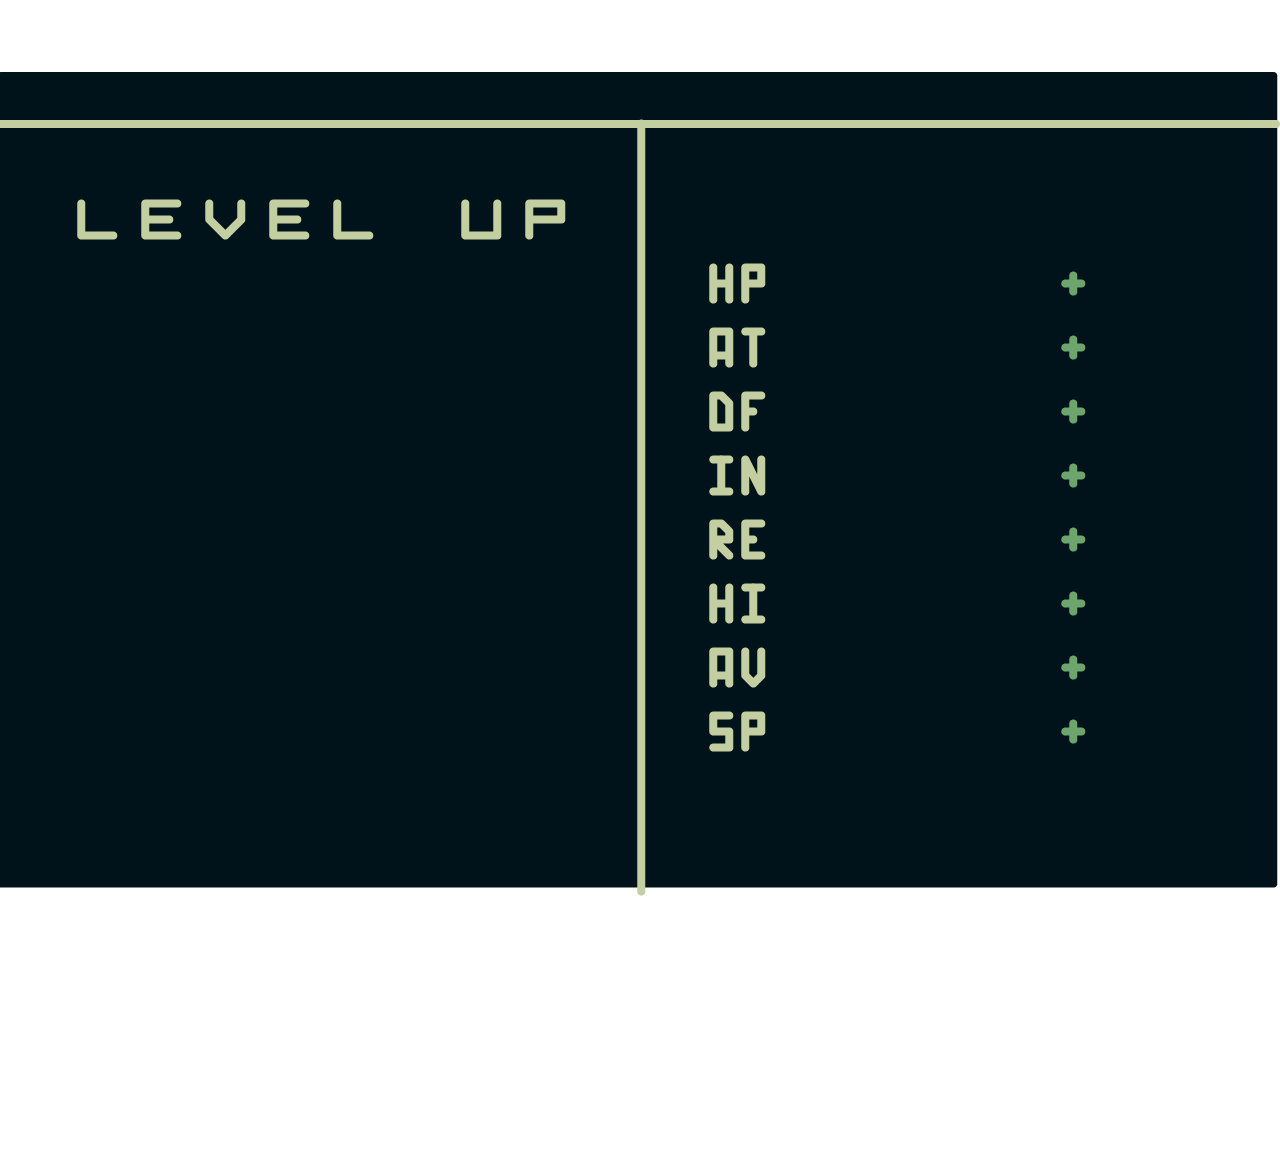 LEVEL UP
HP +
AT +
DF +
IN +
RE +
HI +
AV +
SP +